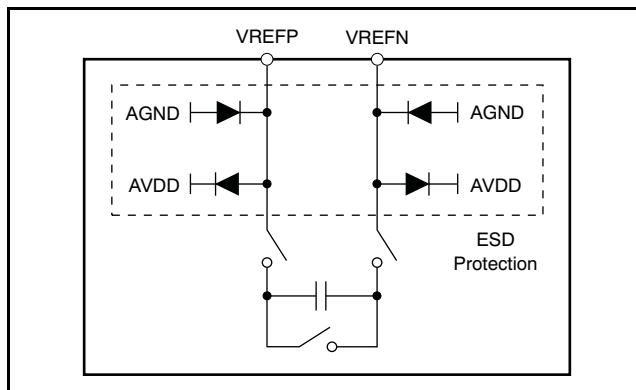 VREFP VREFN
AGND AGND
AVDD AVDD
ESD
Protection